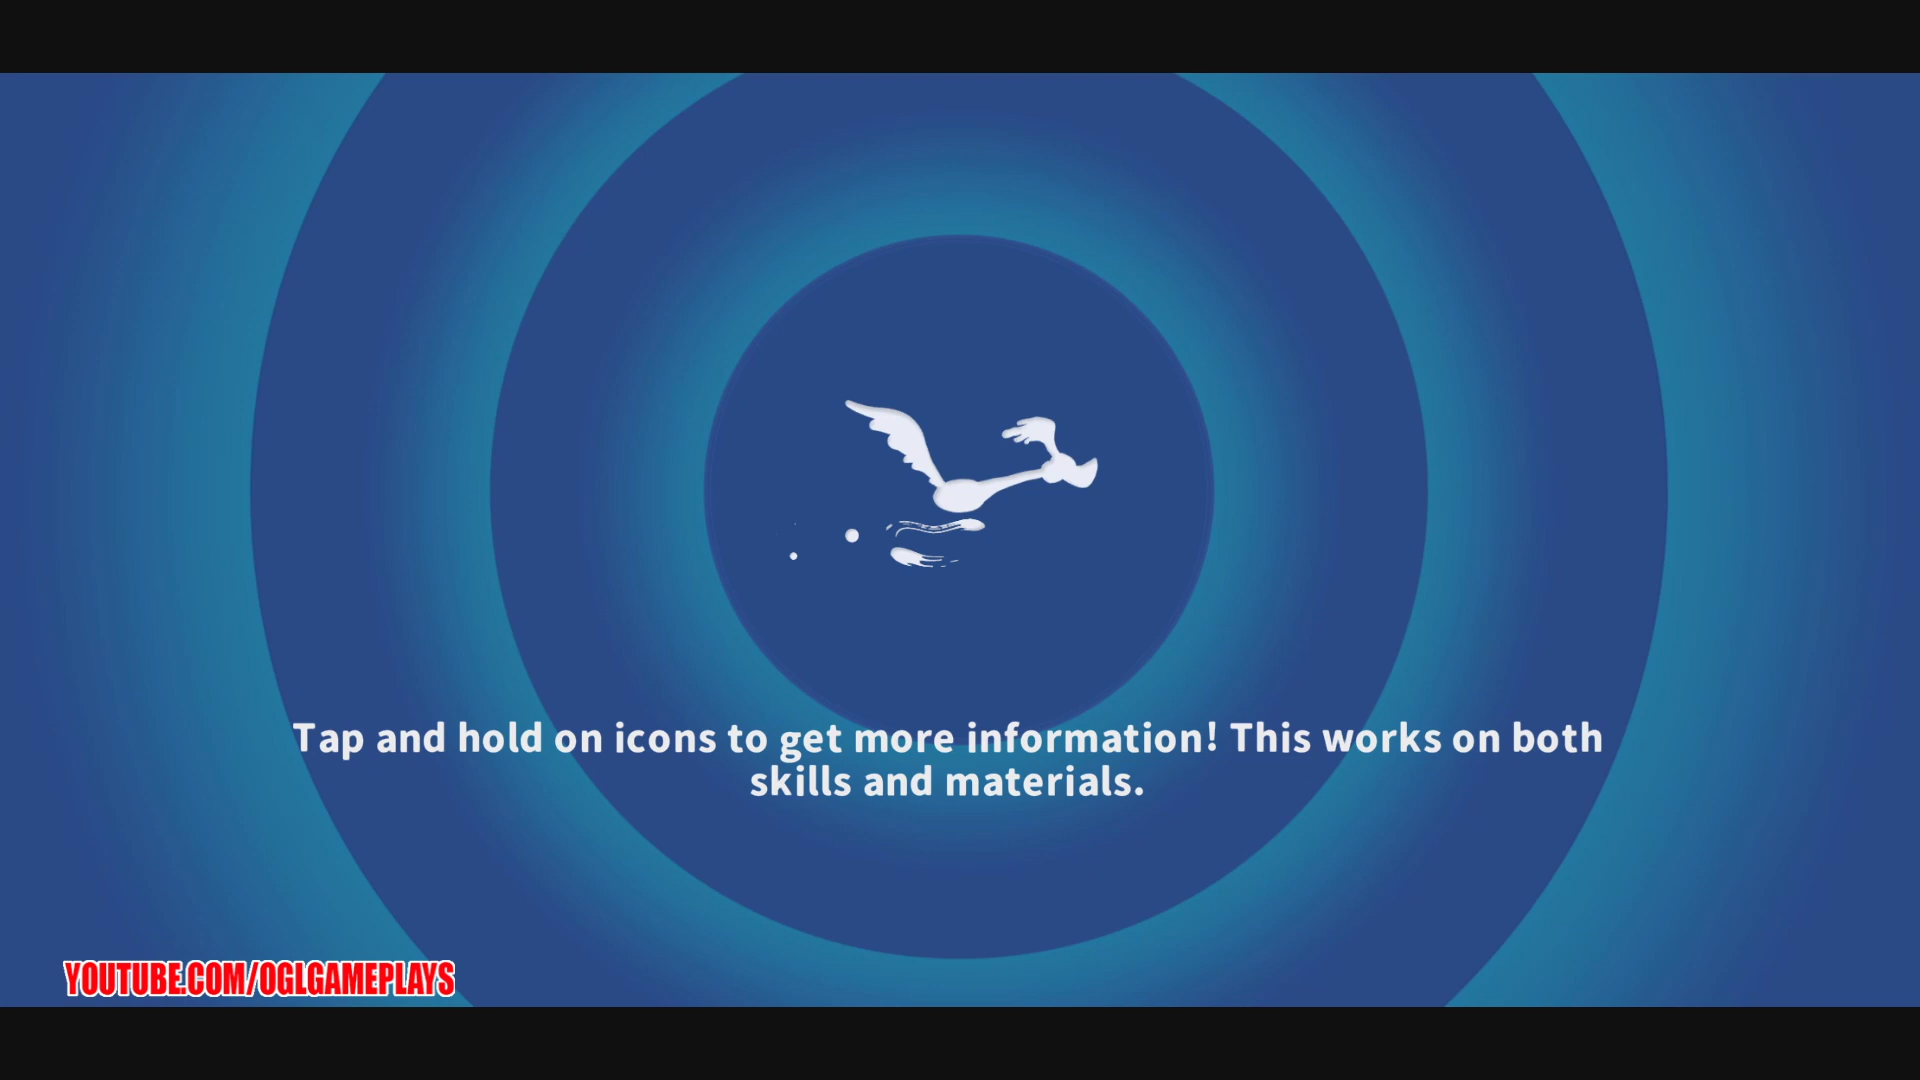 Tap and hold on icons to get more information! This works on both
skills and materials.
YOUTUBE.COM/OGLGAMEPLAYS